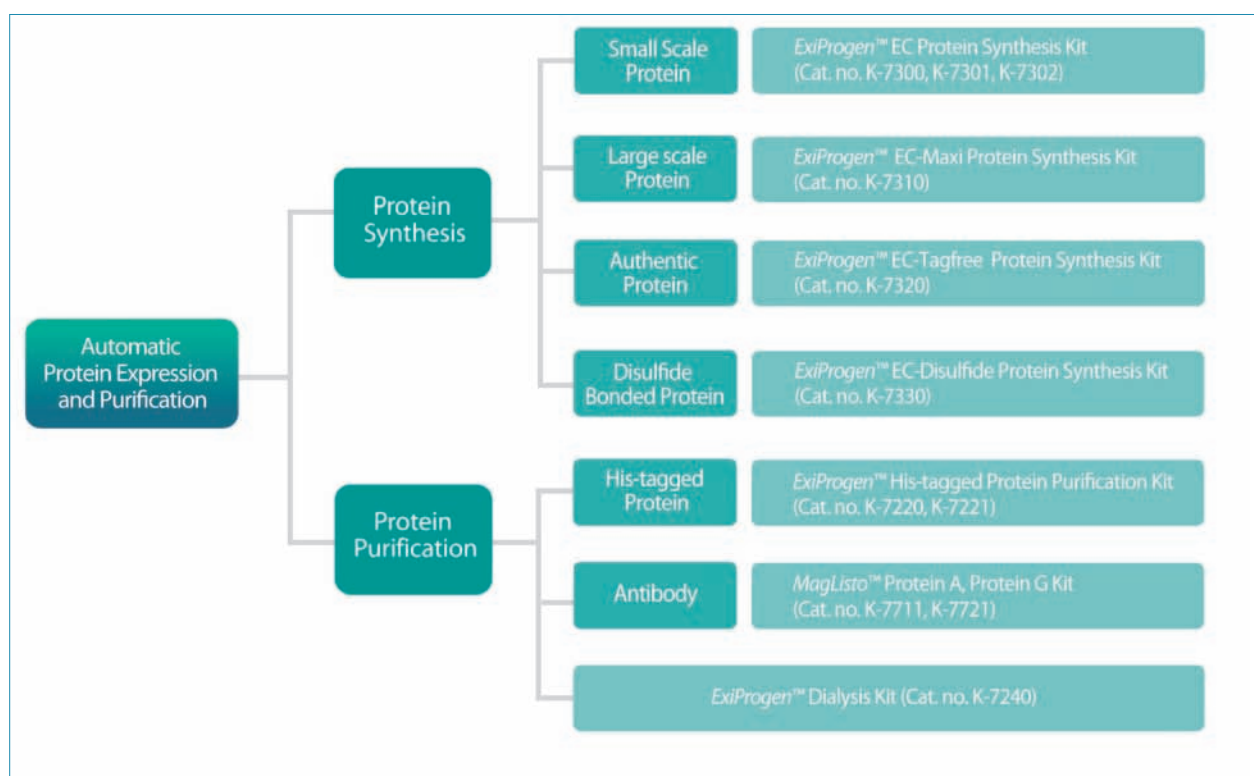 Small Scale
Protein
ExiProgen™ EC Protein Synthesis Kit
(Cat. no. K-7300, K-7301, K-7302)
Large scale
Protein
ExiProgen™ EC-Maxi Protein Synthesis Kit
(Cat. no. K-7310)
Protein
Synthesis
Authentic
Protein
ExiProgen™ EC-Tagfree Protein Synthesis Kit
(Cat. no. K-7320)
Automatic
Protein Expression
and Purification
Disulfide
Bonded Protein
ExiProgen™ EC-Disulfide Protein Synthesis Kit
(Cat. no. K-7330)
His-tagged
Protein
ExiProgen™ His-tagged Protein Purification Kit
(Cat. no. K-7220, K-7221)
Protein
Purification
Antibody
MagListo™ Protein A, Protein G Kit
(Cat. no. K-7711, K-7721)
ExiProgen™ Dialysis Kit (Cat. no. K-7240)